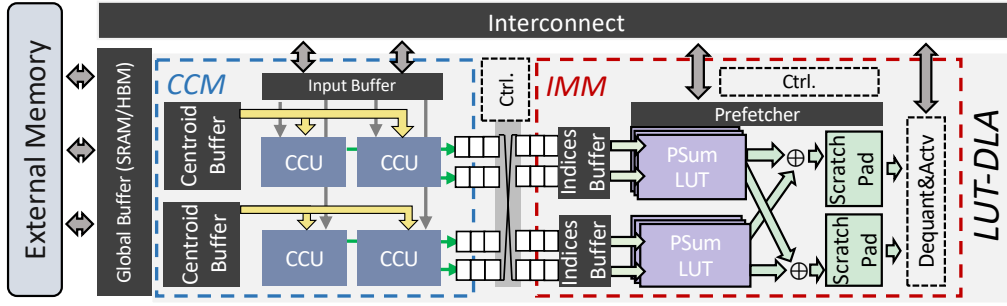 Interconnect
External Memory
Global Buffer (SRAM/HBM)
CCM
Input Buffer
Ctrl.
IMM
Ctrl.
Prefetcher
Centroid
Buffer
CCU
CCU
Indices
Buffer
PSum
LUT
Scratch
Pad
Centroid
Buffer
CCU
CCU
Indices
Buffer
PSum
LUT
Scratch
Pad
Dequant&Actv
LUT-DLA